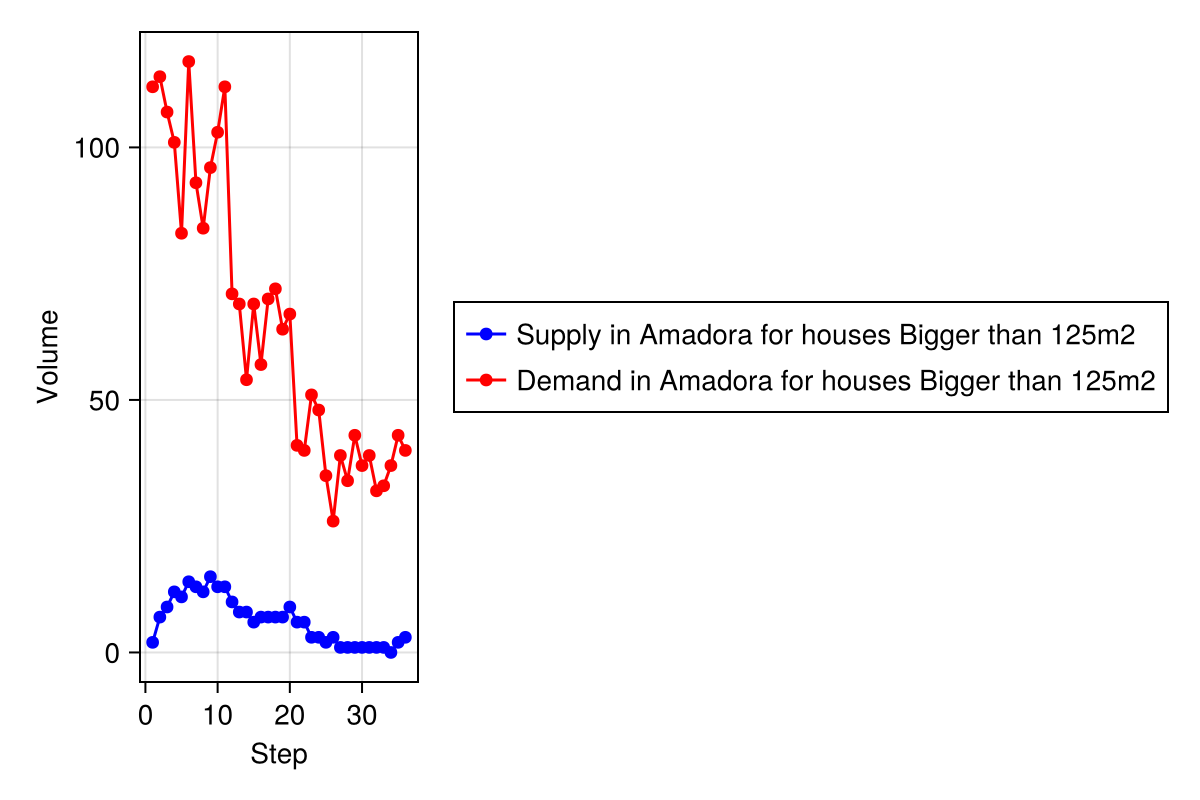 Volume
100
50
0
0 10 20 30
Step
Supply in Amadora for houses Bigger than 125m2
Demand in Amadora for houses Bigger than 125m2